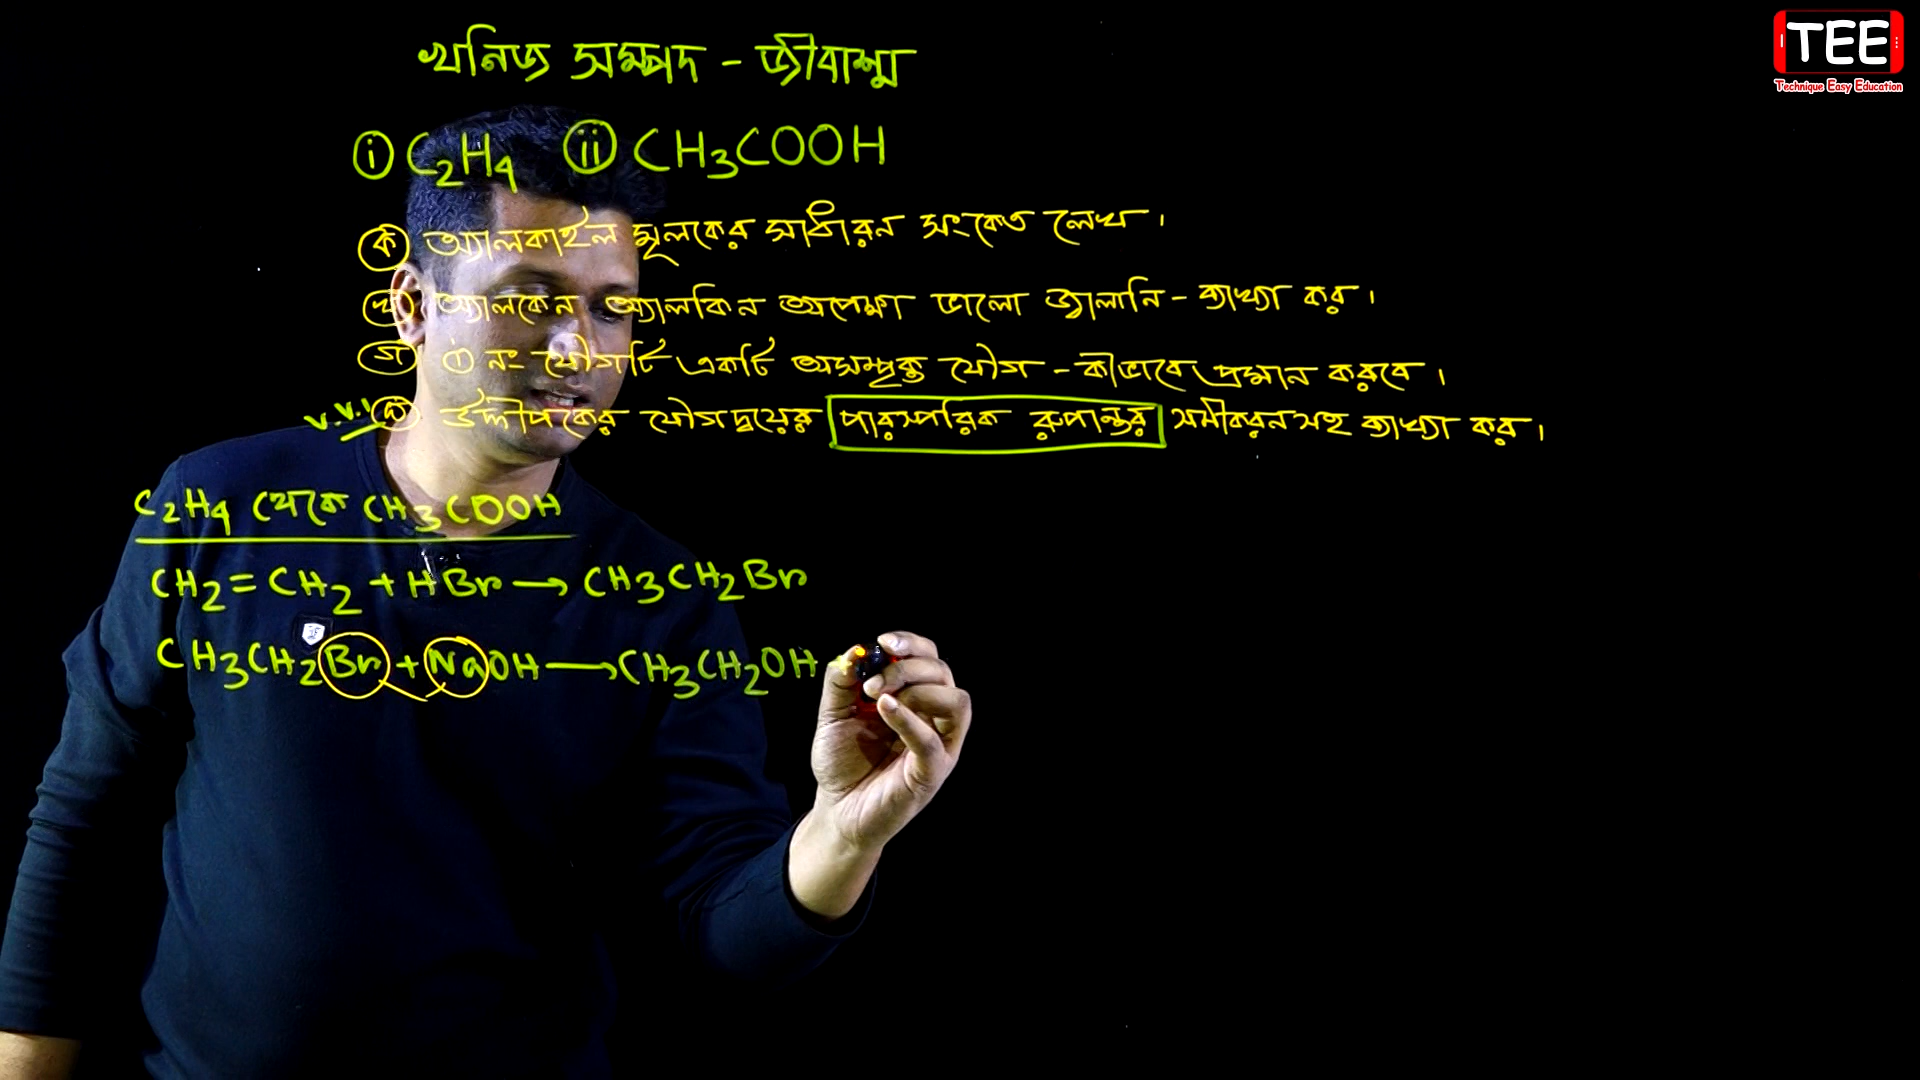 TEE
Technique Easy Education
খনিজ সম্পদ - জীবাশ্ম
i C₂H₄ ii CH₃COOH
ক অ্যালকাইল মূলকের সাধারন সংকেত লেখ।
খ অ্যালকেন অ্যালকিন অপেক্ষা ভালো জ্বালানি - ব্যাখ্যা কর।
গ i নং যৌগটি একটি অসম্পৃক্ত যৌগ - কীভাবে প্রমান করবে।
v.v.i ঘ উদ্দীপকের যৌগদ্বয়ের পারস্পরিক রুপান্তর সমীকরনসহ ব্যাখ্যা কর।
C₂H₄ থেকে CH₃COOH
CH₂=CH₂ + HBr → CH₃CH₂Br
CH₃CH₂Br + NaOH → CH₃CH₂OH +